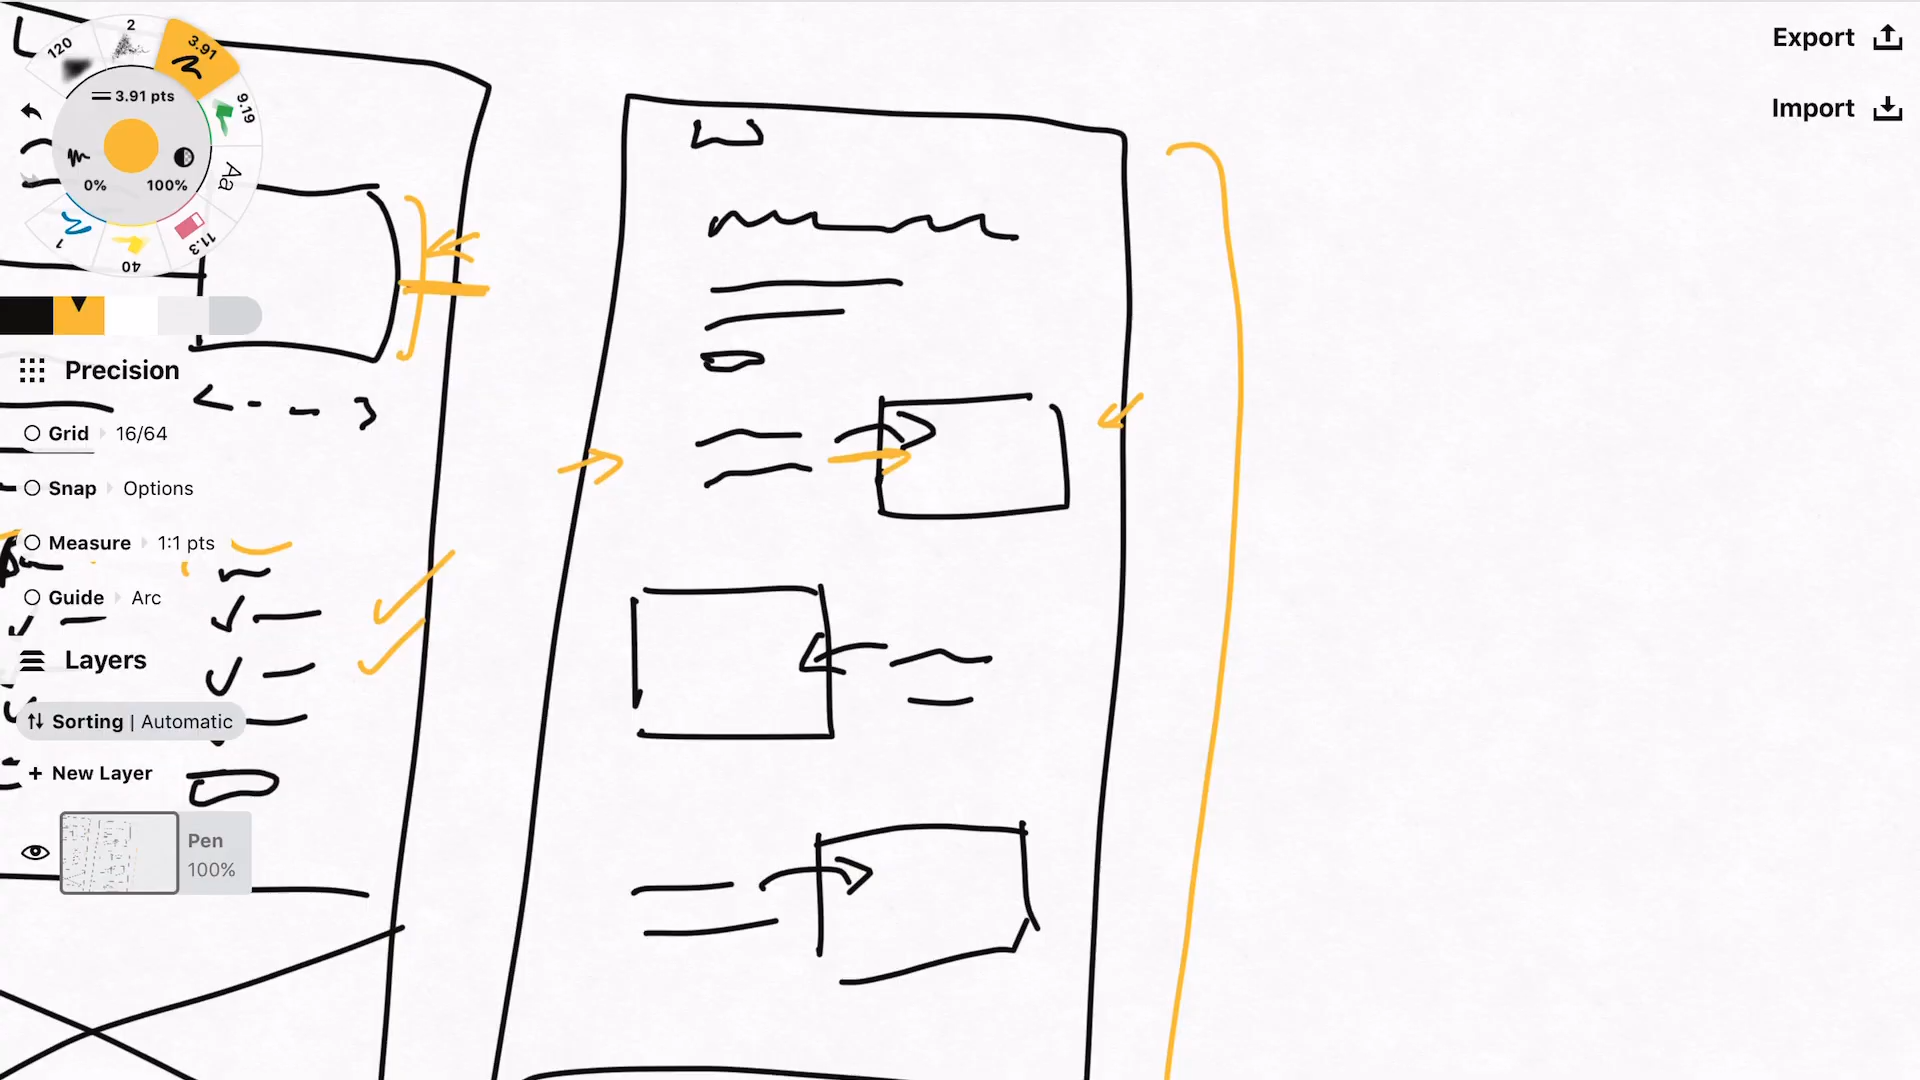 Export
Import
120
2
3.91
9.19
Aa
11.3
40
1
3.91 pts
0%
100%
Precision
Grid 16/64
Snap Options
Measure 1:1 pts
Guide Arc
Layers
Sorting | Automatic
+ New Layer
Pen
100%